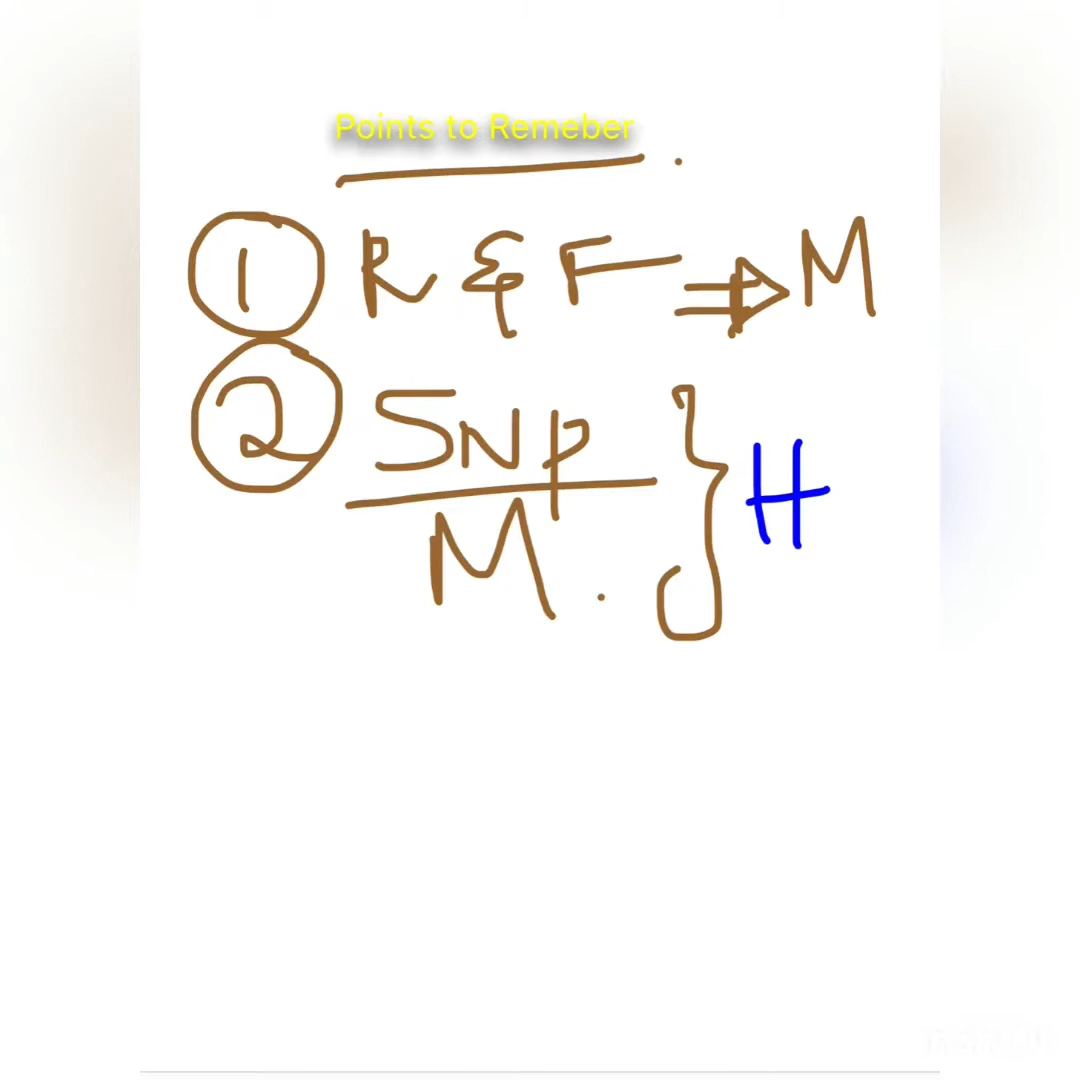 Points to Remeber
① R & F ⇒ M
② SNP } H
M.